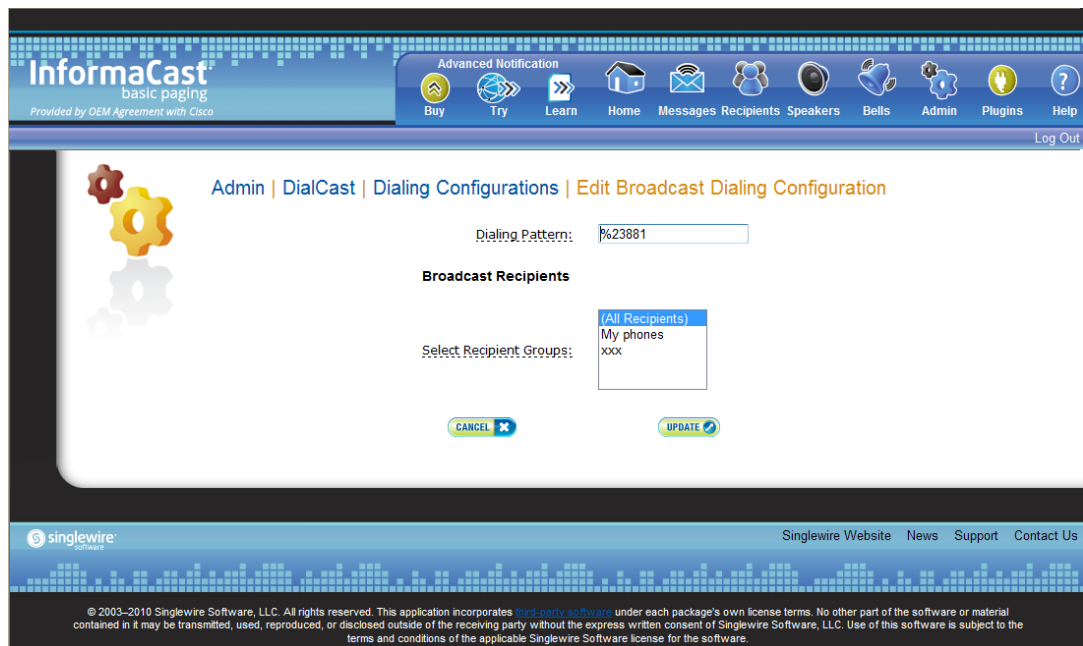 InformaCast
basic paging
Provided by OEM Agreement with Cisco
Advanced Notification
Buy Try Learn Home Messages Recipients Speakers Bells Admin Plugins Help
Log Out
Admin | DialCast | Dialing Configurations | Edit Broadcast Dialing Configuration
Dialing Pattern: %23881
Broadcast Recipients
(All Recipients)
My phones
Select Recipient Groups: xxx
CANCEL UPDATE
singlewire
software
Singlewire Website News Support Contact Us
© 2003–2010 Singlewire Software, LLC. All rights reserved. This application incorporates third-party software under each package's own license terms. No other part of the software or material
contained in it may be transmitted, used, reproduced, or disclosed outside of the receiving party without the express written consent of Singlewire Software, LLC. Use of this software is subject to the
terms and conditions of the applicable Singlewire Software license for the software.